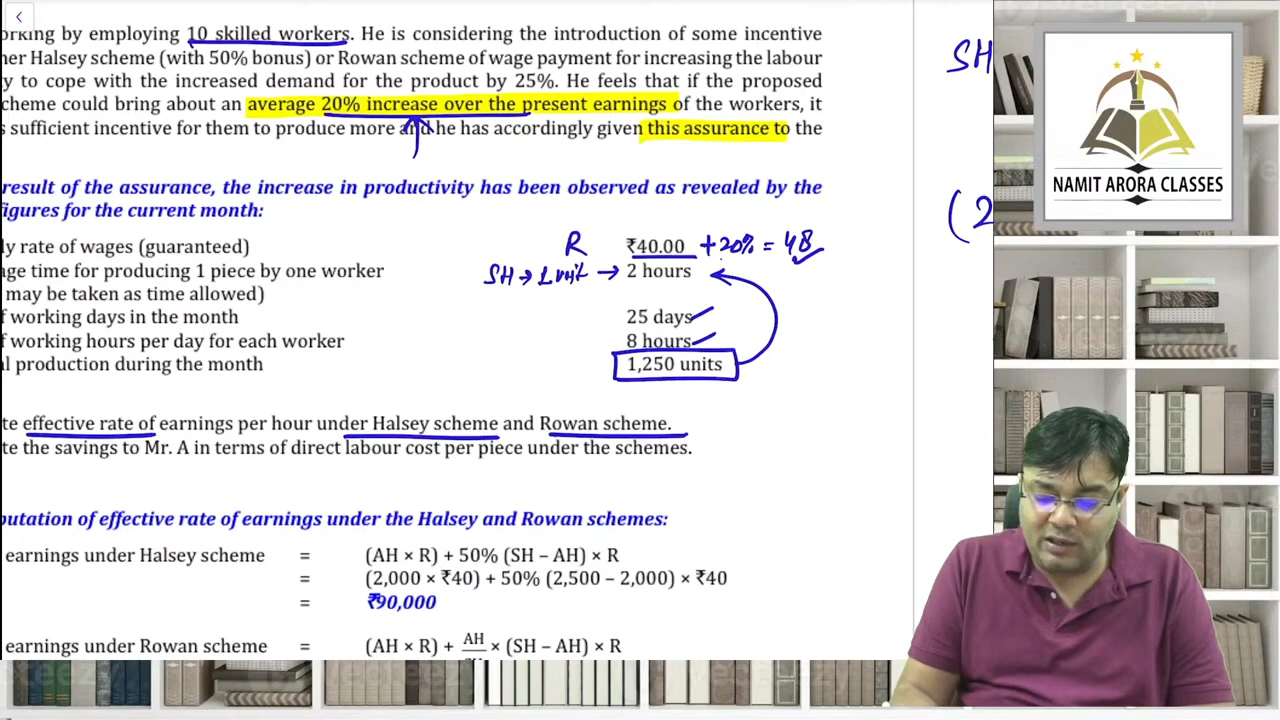 orking by employing 10 skilled workers. He is considering the introduction of some incentive
her Halsey scheme (with 50% bonus) or Rowan scheme of wage payment for increasing the labour
y to cope with the increased demand for the product by 25%. He feels that if the proposed
cheme could bring about an average 20% increase over the present earnings of the workers, it
s sufficient incentive for them to produce more and he has accordingly given this assurance to the
result of the assurance, the increase in productivity has been observed as revealed by the
figures for the current month:
ly rate of wages (guaranteed) R ₹40.00 +20% = 48
ge time for producing 1 piece by one worker SH → 1 unit → 2 hours
may be taken as time allowed)
f working days in the month 25 days
f working hours per day for each worker 8 hours
l production during the month 1,250 units
te effective rate of earnings per hour under Halsey scheme and Rowan scheme.
te the savings to Mr. A in terms of direct labour cost per piece under the schemes.
putation of effective rate of earnings under the Halsey and Rowan schemes:
earnings under Halsey scheme = (AH × R) + 50% (SH – AH) × R
= (2,000 × ₹40) + 50% (2,500 – 2,000) × ₹40
= ₹90,000
earnings under Rowan scheme = (AH × R) + AH × (SH – AH) × R
SH
(2
NAMIT ARORA CLASSES